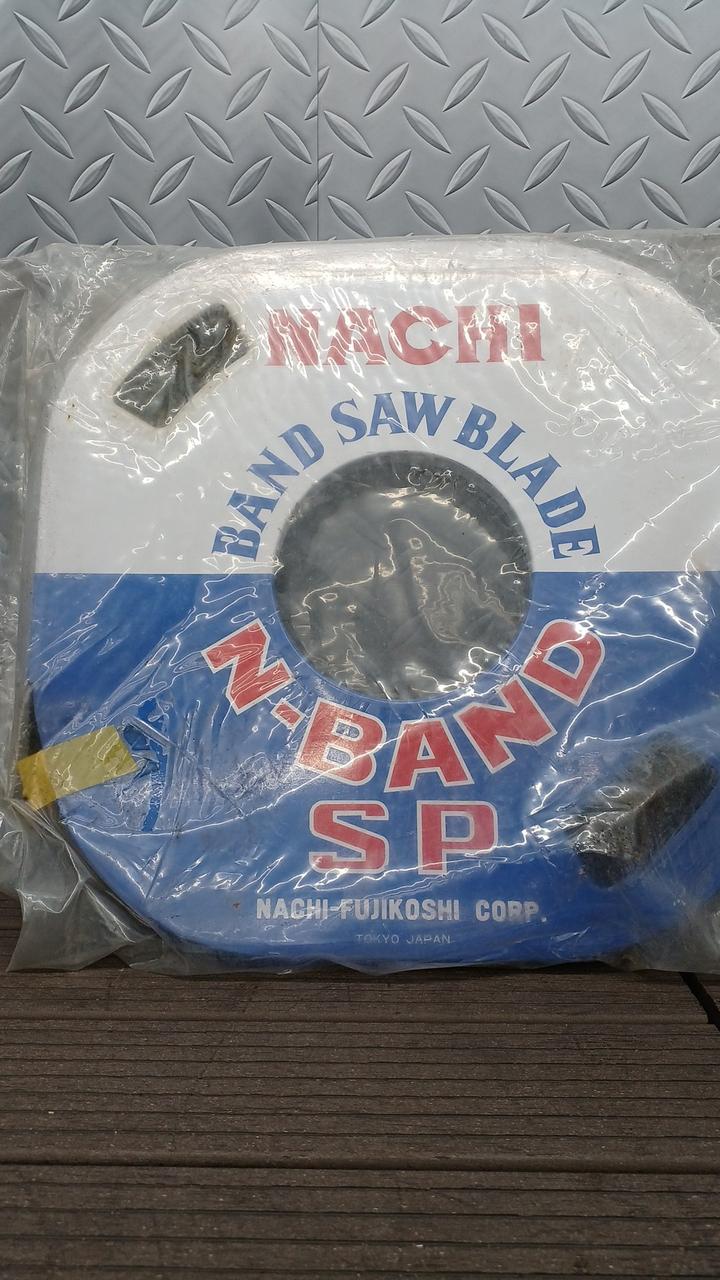 NACHI
BAND SAW BLADE
N-BAND
SP
NACHI-FUJIKOSHI CORP.
TOKYO JAPAN